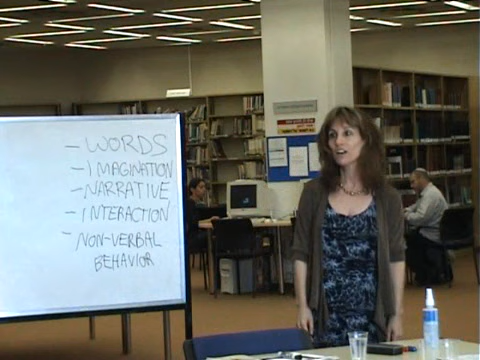 - WORDS
- IMAGINATION
- NARRATIVE
- INTERACTION
- NON-VERBAL
BEHAVIOR